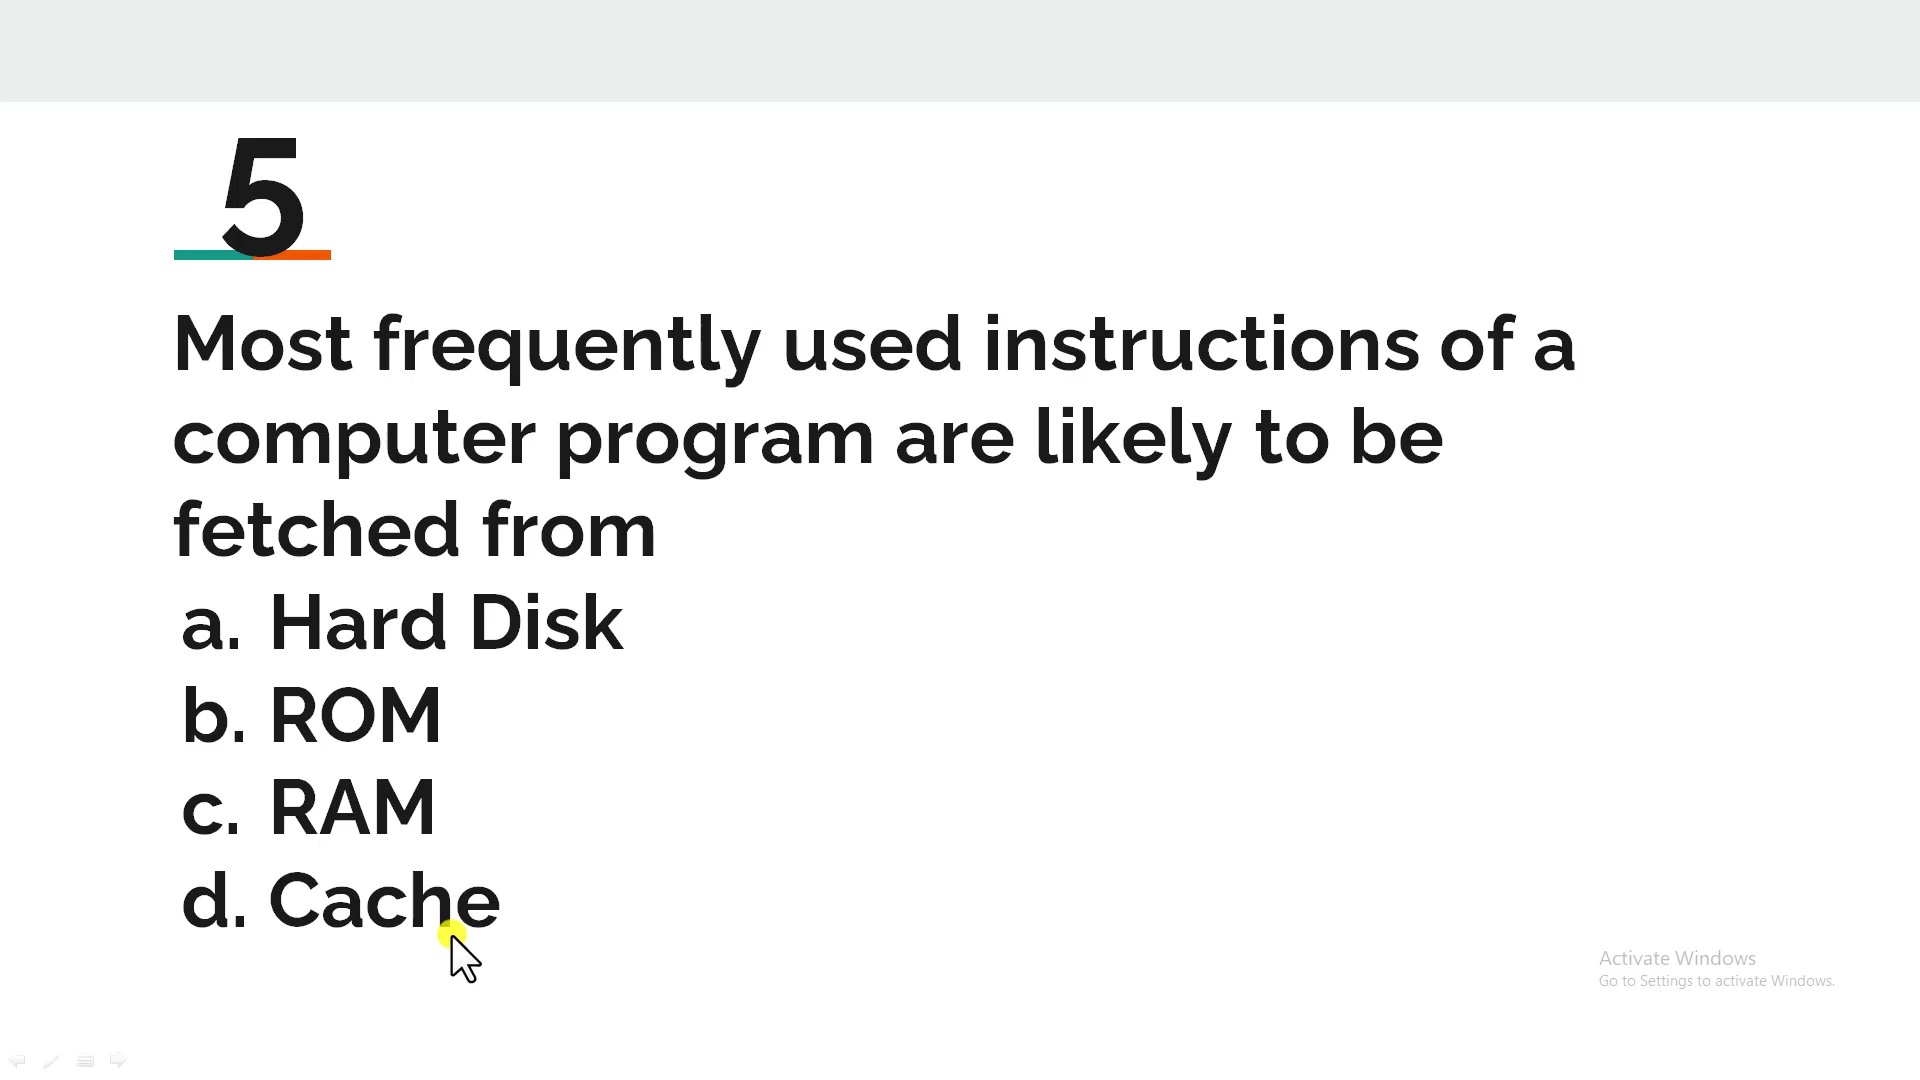 5
Most frequently used instructions of a
computer program are likely to be
fetched from
a. Hard Disk
b. ROM
c. RAM
d. Cache
Activate Windows
Go to Settings to activate Windows.